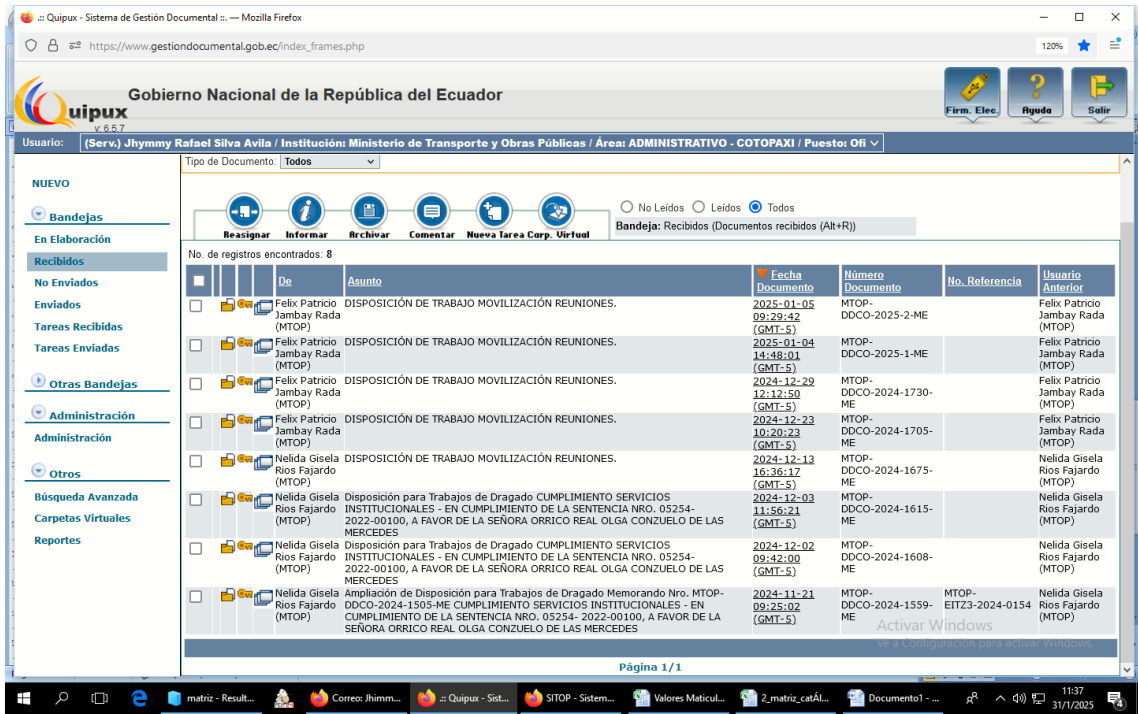 .:: Quipux - Sistema de Gestión Documental ::. — Mozilla Firefox
https://www.gestiondocumental.gob.ec/index_frames.php
120%
Quipux
v: 6.5.7
Gobierno Nacional de la República del Ecuador
Firm. Elec.
Ayuda
Salir
Usuario:
(Serv.) Jhymmy Rafael Silva Avila / Institución: Ministerio de Transporte y Obras Públicas / Área: ADMINISTRATIVO - COTOPAXI / Puesto: Ofi
NUEVO
Bandejas
En Elaboración
Recibidos
No Enviados
Enviados
Tareas Recibidas
Tareas Enviadas
Otras Bandejas
Administración
Administración
Otros
Búsqueda Avanzada
Carpetas Virtuales
Reportes
Tipo de Documento: Todos
Reasignar
Informar
Archivar
Comentar
Nueva Tarea
Carp. Virtual
No Leídos Leídos Todos
Bandeja: Recibidos (Documentos recibidos (Alt+R))
No. de registros encontrados: 8
De
Asunto
Fecha
Documento
Número
Documento
No. Referencia
Usuario
Anterior
Felix Patricio
Jambay Rada
(MTOP)
DISPOSICIÓN DE TRABAJO MOVILIZACIÓN REUNIONES.
2025-01-05
09:29:42
(GMT-5)
MTOP-
DDCO-2025-2-ME
Felix Patricio
Jambay Rada
(MTOP)
Felix Patricio
Jambay Rada
(MTOP)
DISPOSICIÓN DE TRABAJO MOVILIZACIÓN REUNIONES.
2025-01-04
14:48:01
(GMT-5)
MTOP-
DDCO-2025-1-ME
Felix Patricio
Jambay Rada
(MTOP)
Felix Patricio
Jambay Rada
(MTOP)
DISPOSICIÓN DE TRABAJO MOVILIZACIÓN REUNIONES.
2024-12-29
12:12:50
(GMT-5)
MTOP-
DDCO-2024-1730-
ME
Felix Patricio
Jambay Rada
(MTOP)
Felix Patricio
Jambay Rada
(MTOP)
DISPOSICIÓN DE TRABAJO MOVILIZACIÓN REUNIONES.
2024-12-23
10:20:23
(GMT-5)
MTOP-
DDCO-2024-1705-
ME
Felix Patricio
Jambay Rada
(MTOP)
Nelida Gisela
Rios Fajardo
(MTOP)
DISPOSICIÓN DE TRABAJO MOVILIZACIÓN REUNIONES.
2024-12-13
16:36:17
(GMT-5)
MTOP-
DDCO-2024-1675-
ME
Nelida Gisela
Rios Fajardo
(MTOP)
Nelida Gisela
Rios Fajardo
(MTOP)
Disposición para Trabajos de Dragado CUMPLIMIENTO SERVICIOS
INSTITUCIONALES - EN CUMPLIMIENTO DE LA SENTENCIA NRO. 05254-
2022-00100, A FAVOR DE LA SEÑORA ORRICO REAL OLGA CONZUELO DE LAS
MERCEDES
2024-12-03
11:56:21
(GMT-5)
MTOP-
DDCO-2024-1615-
ME
Nelida Gisela
Rios Fajardo
(MTOP)
Nelida Gisela
Rios Fajardo
(MTOP)
Disposición para Trabajos de Dragado CUMPLIMIENTO SERVICIOS
INSTITUCIONALES - EN CUMPLIMIENTO DE LA SENTENCIA NRO. 05254-
2022-00100, A FAVOR DE LA SEÑORA ORRICO REAL OLGA CONZUELO DE LAS
MERCEDES
2024-12-02
09:42:00
(GMT-5)
MTOP-
DDCO-2024-1608-
ME
Nelida Gisela
Rios Fajardo
(MTOP)
Nelida Gisela
Rios Fajardo
(MTOP)
Ampliación de Disposición para Trabajos de Dragado Memorando Nro. MTOP-
DDCO-2024-1505-ME CUMPLIMIENTO SERVICIOS INSTITUCIONALES - EN
CUMPLIMIENTO DE LA SENTENCIA NRO. 05254- 2022-00100, A FAVOR DE LA
SEÑORA ORRICO REAL OLGA CONZUELO DE LAS MERCEDES
2024-11-21
09:25:02
(GMT-5)
MTOP-
DDCO-2024-1559-
ME
MTOP-
EITZ3-2024-0154
Nelida Gisela
Rios Fajardo
(MTOP)
Activar Windows
Ve a Configuración para activar Windows.
Página 1/1
matriz - Result...
Correo: Jhimm...
.:: Quipux - Sist...
SITOP - Sistem...
Valores Maticul...
2_matriz_catÁl...
Documento1 - ...
11:37
31/1/2025
4